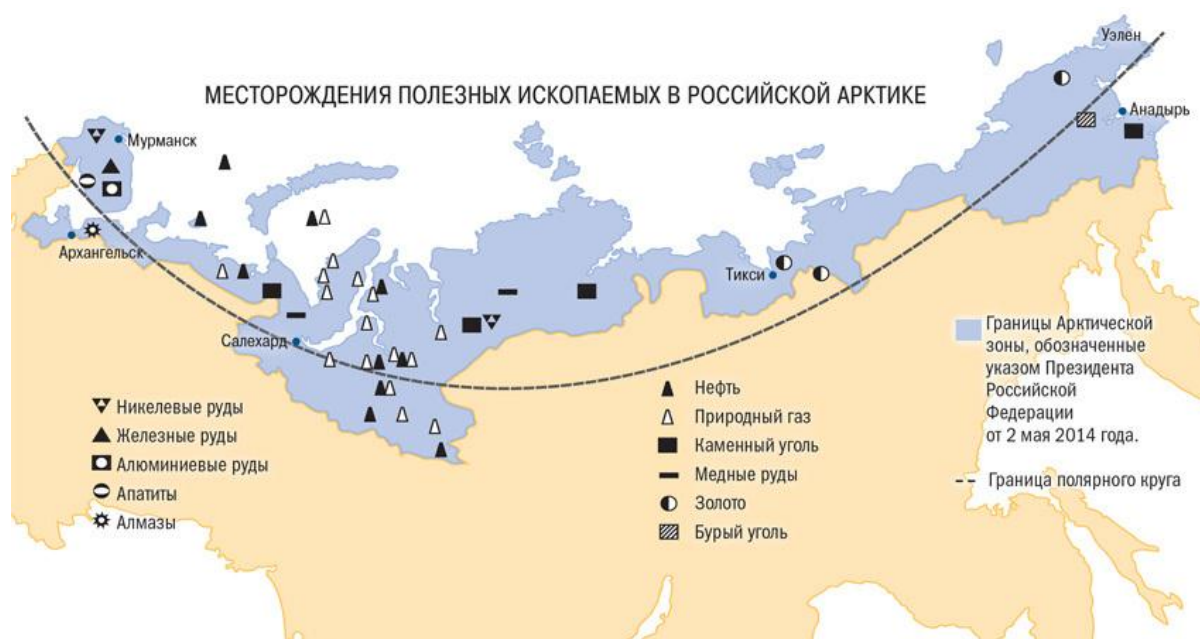 МЕСТОРОЖДЕНИЯ ПОЛЕЗНЫХ ИСКОПАЕМЫХ В РОССИЙСКОЙ АРКТИКЕ
Уэлен
Анадырь
Мурманск
Архангельск
Тикси
Салехард
Никелевые руды
Железные руды
Алюминиевые руды
Апатиты
Алмазы
Нефть
Природный газ
Каменный уголь
Медные руды
Золото
Бурый уголь
Границы Арктической
зоны, обозначенные
указом Президента
Российской
Федерации
от 2 мая 2014 года.
Граница полярного круга